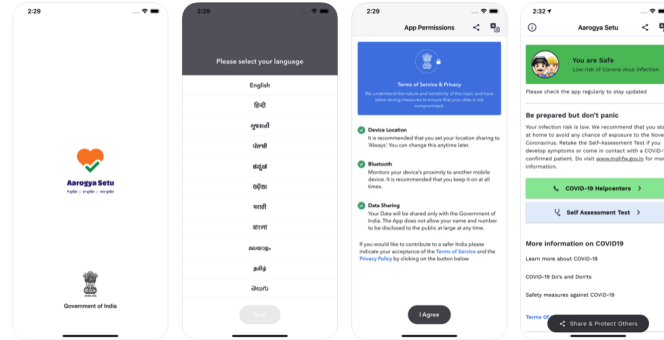 2:29
Aarogya Setu
Government of India
2:29
Please select your language
English
हिन्दी
ગુજરાતી
ਪੰਜਾਬੀ
ಕನ್ನಡ
ଓଡ଼ିଆ
मराठी
বাংলা
മലയാളം
தமிழ்
తెలుగు
Next
2:29
App Permissions
Terms of Service & Privacy
We understand the nature and sensitivity of this topic and have
taken strong measures to ensure that your data is not
compromised.
Device Location
It is recommended that you set your location sharing to
'Always'. You can change this anytime later.
Bluetooth
Monitors your device's proximity to another mobile
device. It is recommended that you keep it on at all
times.
Data Sharing
Your Data will be shared only with the Government of
India. The App does not allow your name and number
to be disclosed to the public at large at any time.
If you would like to contribute to a safer India please
indicate your acceptance of the Terms of Service and the
Privacy Policy by clicking on the button below
I Agree
2:32
Aarogya Setu
You are Safe
Low risk of Corona virus infection
Please check the app regularly to stay updated
Be prepared but don't panic
Your infection risk is low. We recommend that you sta
at home to avoid any chance of exposure to the Nove
Coronavirus. Retake the Self-Assessment Test if you
develop symptoms or come in contact with a COVID-1
confirmed patient. Do visit www.mohfw.gov.in for mor
information.
COVID-19 Helpcenters
Self Assessment Test
More information on COVID19
Learn more about COVID-19
COVID-19 Do's and Don'ts
Safety measures against COVID-19
Terms Of
Share & Protect Others